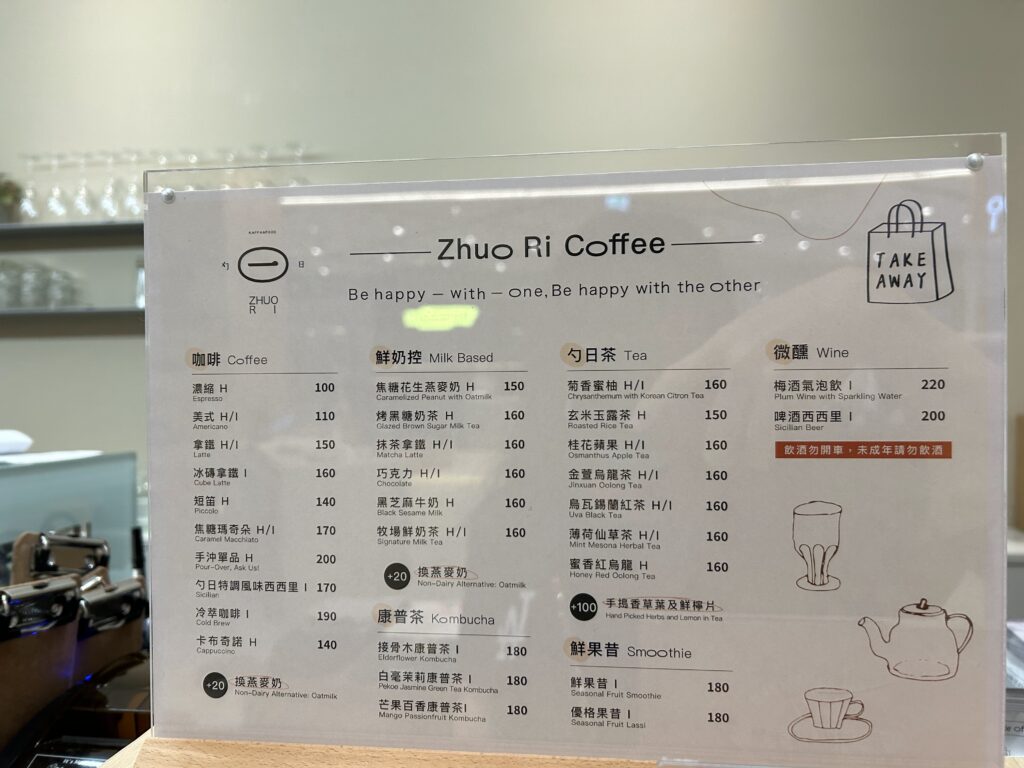 KAFFAHFOOD
勺 日
ZHUO
RI
Zhuo Ri Coffee
Be happy – with – one, Be happy with the other
TAKE
AWAY
咖啡 Coffee
濃縮 H 100
Espresso
美式 H/I 110
Americano
拿鐵 H/I 150
Latte
冰磚拿鐵 I 160
Cube Latte
短笛 H 140
Piccolo
焦糖瑪奇朵 H/I 170
Caramel Macchiato
手沖單品 H 200
Pour-Over, Ask Us!
勺日特調風味西西里 I 170
Sicilian
冷萃咖啡 I 190
Cold Brew
卡布奇諾 H 140
Cappuccino
+20 換燕麥奶
Non-Dairy Alternative: Oatmilk
鮮奶控 Milk Based
焦糖花生燕麥奶 H 150
Caramelized Peanut with Oatmilk
烤黑糖奶茶 H 160
Glazed Brown Sugar Milk Tea
抹茶拿鐵 H/I 160
Matcha Latte
巧克力 H/I 160
Chocolate
黑芝麻牛奶 H 160
Black Sesame Milk
牧場鮮奶茶 H/I 160
Signature Milk Tea
+20 換燕麥奶
Non-Dairy Alternative: Oatmilk
康普茶 Kombucha
接骨木康普茶 I 180
Elderflower Kombucha
白毫茉莉康普茶 I 180
Pekoe Jasmine Green Tea Kombucha
芒果百香康普茶I 180
Mango Passionfruit Kombucha
勺日茶 Tea
菊香蜜柚 H/I 160
Chrysanthemum with Korean Citron Tea
玄米玉露茶 H 150
Roasted Rice Tea
桂花蘋果 H/I 160
Osmanthus Apple Tea
金萱烏龍茶 H/I 160
Jinxuan Oolong Tea
烏瓦錫蘭紅茶 H/I 160
Uva Black Tea
薄荷仙草茶 H/I 160
Mint Mesona Herbal Tea
蜜香紅烏龍 H 160
Honey Red Oolong Tea
+100 手搗香草葉及鮮檸片
Hand Picked Herbs and Lemon in Tea
鮮果昔 Smoothie
鮮果昔 I 180
Seasonal Fruit Smoothie
優格果昔 I 180
Seasonal Fruit Lassi
微醺 Wine
梅酒氣泡飲 I 220
Plum Wine with Sparkling Water
啤酒西西里 I 200
Sicilian Beer
飲酒勿開車，未成年請勿飲酒